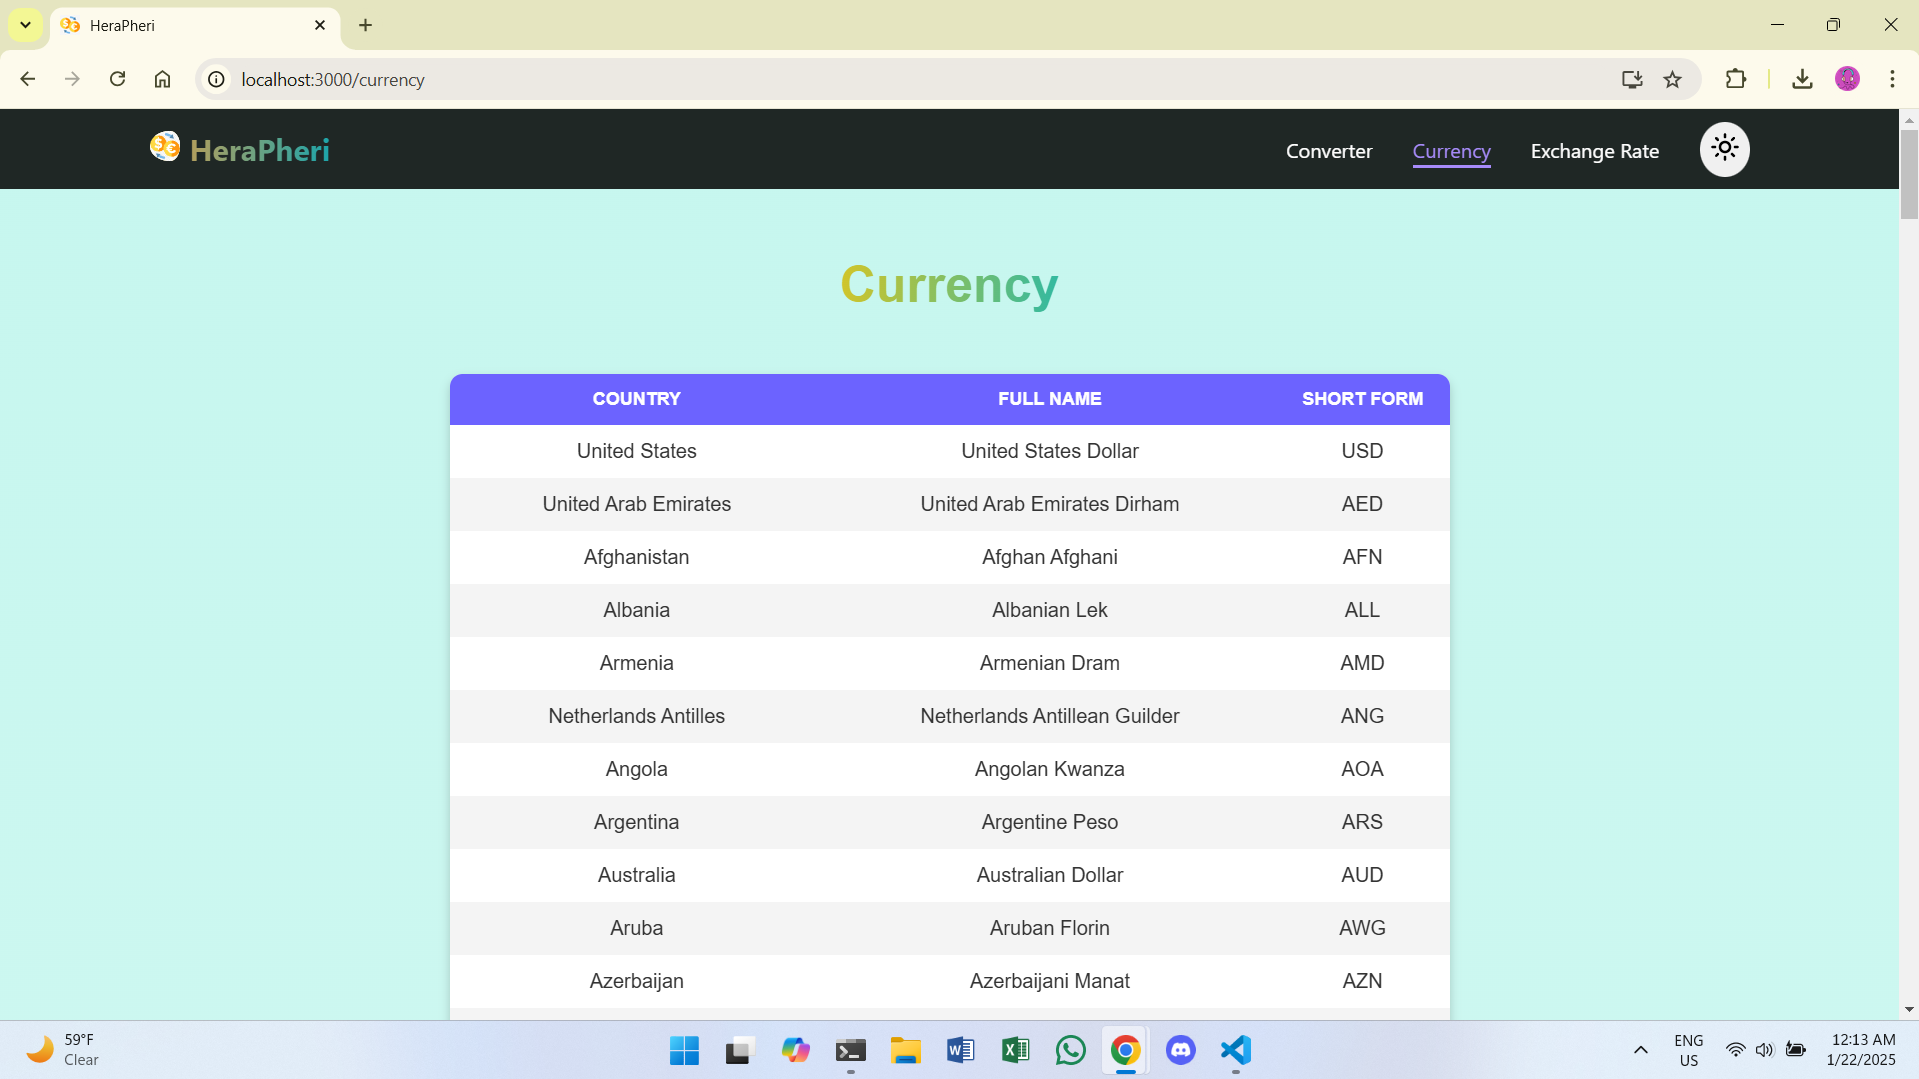 HeraPheri
localhost:3000/currency
HeraPheri
Converter Currency Exchange Rate
Currency
COUNTRY FULL NAME SHORT FORM
United States United States Dollar USD
United Arab Emirates United Arab Emirates Dirham AED
Afghanistan Afghan Afghani AFN
Albania Albanian Lek ALL
Armenia Armenian Dram AMD
Netherlands Antilles Netherlands Antillean Guilder ANG
Angola Angolan Kwanza AOA
Argentina Argentine Peso ARS
Australia Australian Dollar AUD
Aruba Aruban Florin AWG
Azerbaijan Azerbaijani Manat AZN
59°F
Clear
ENG
US
12:13 AM
1/22/2025